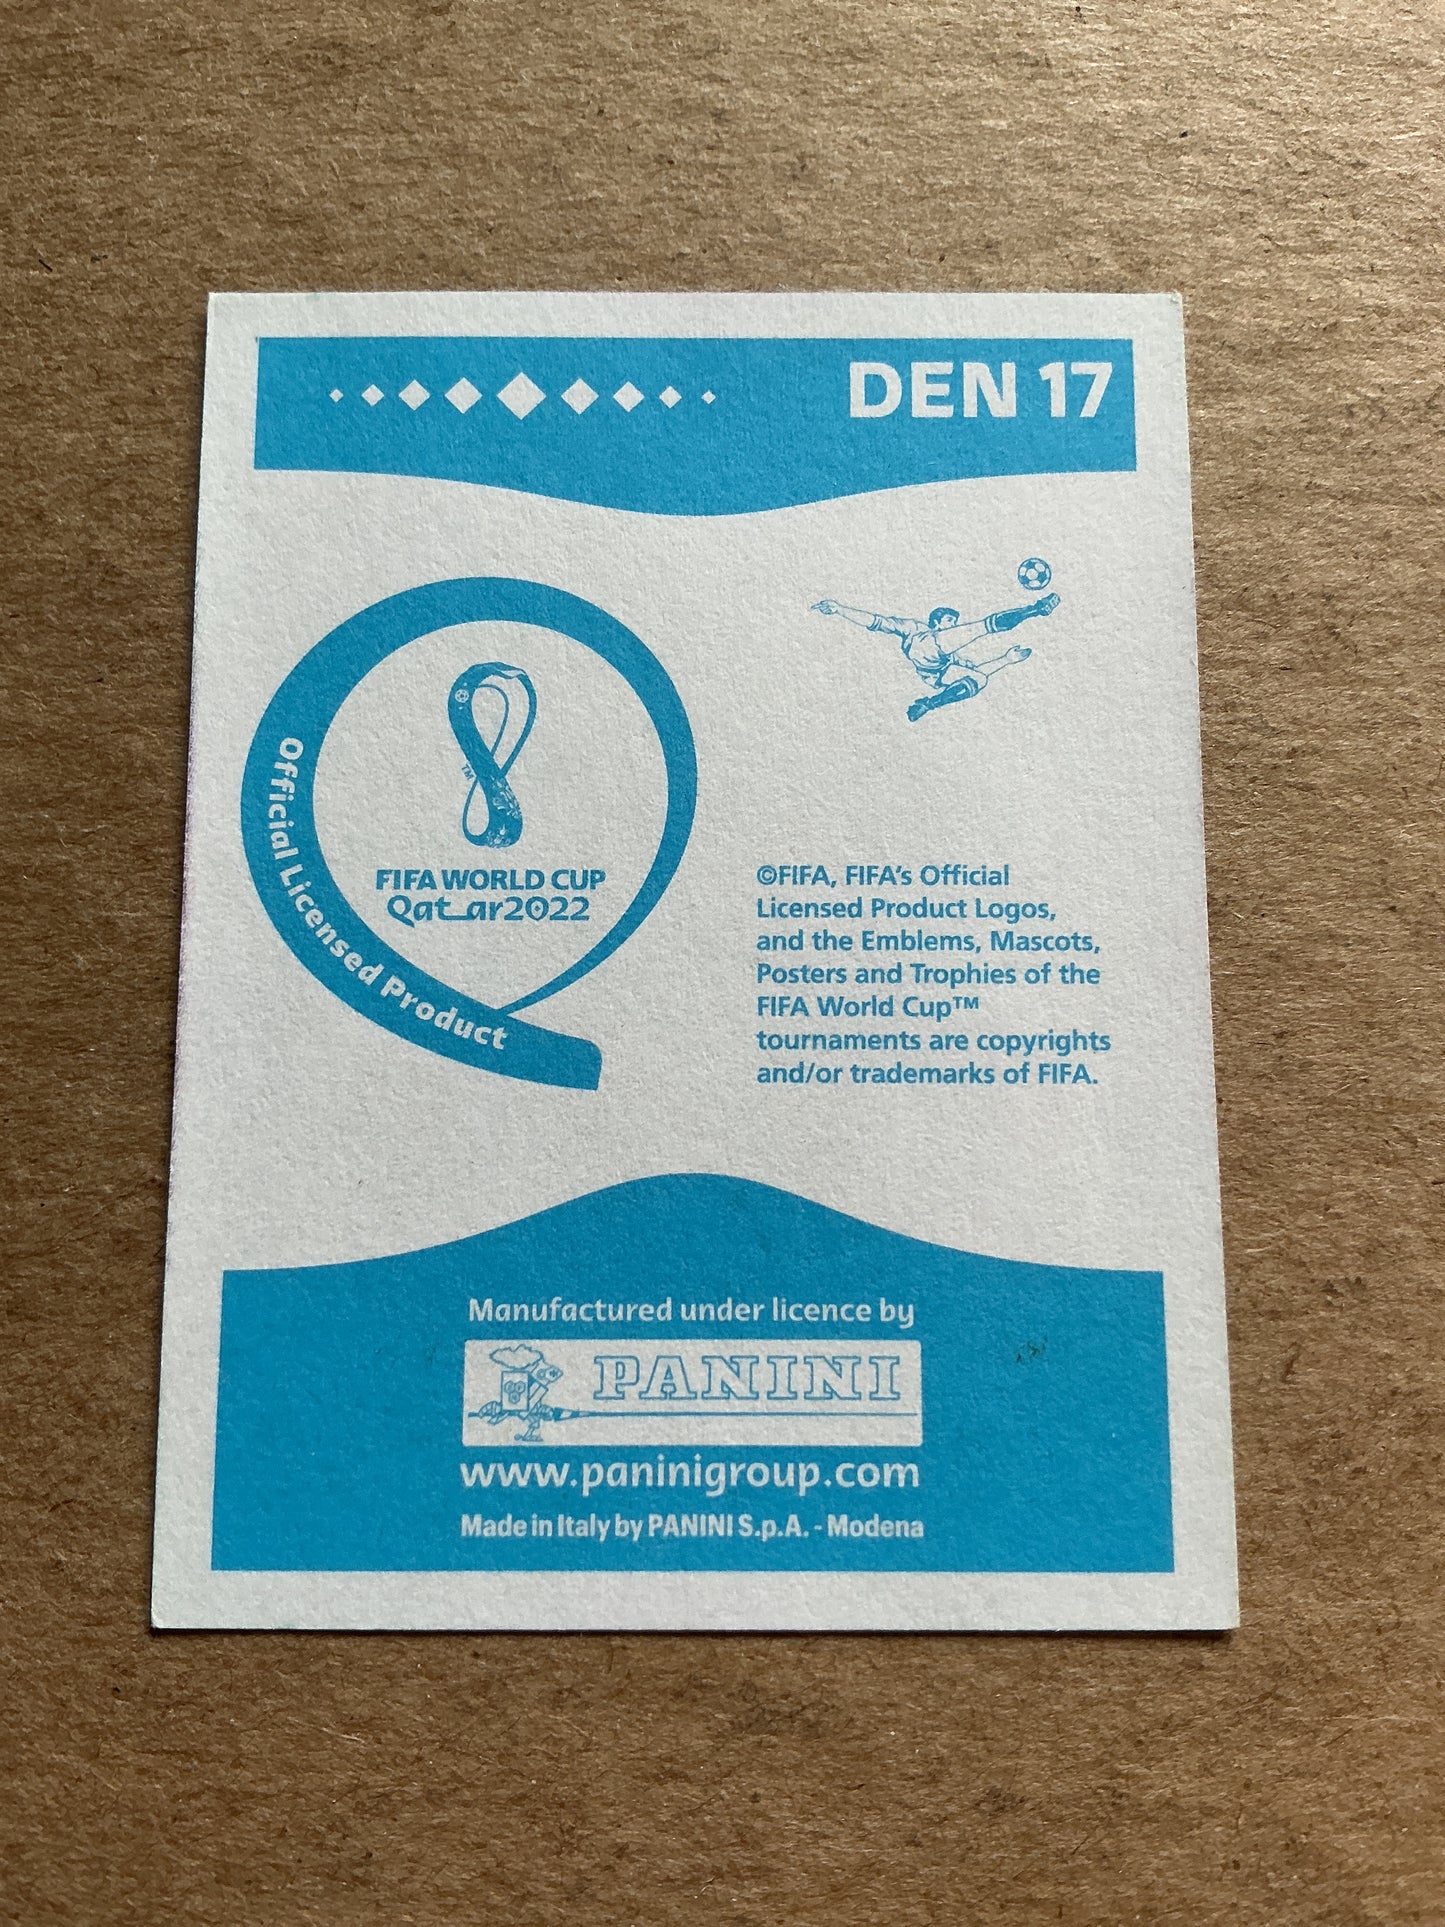 DEN 17
Official Licensed Product
TM
FIFA WORLD CUP
Qatar2022
©FIFA, FIFA's Official
Licensed Product Logos,
and the Emblems, Mascots,
Posters and Trophies of the
FIFA World Cup™
tournaments are copyrights
and/or trademarks of FIFA.
Manufactured under licence by
PANINI
www.paninigroup.com
Made in Italy by PANINI S.p.A. - Modena